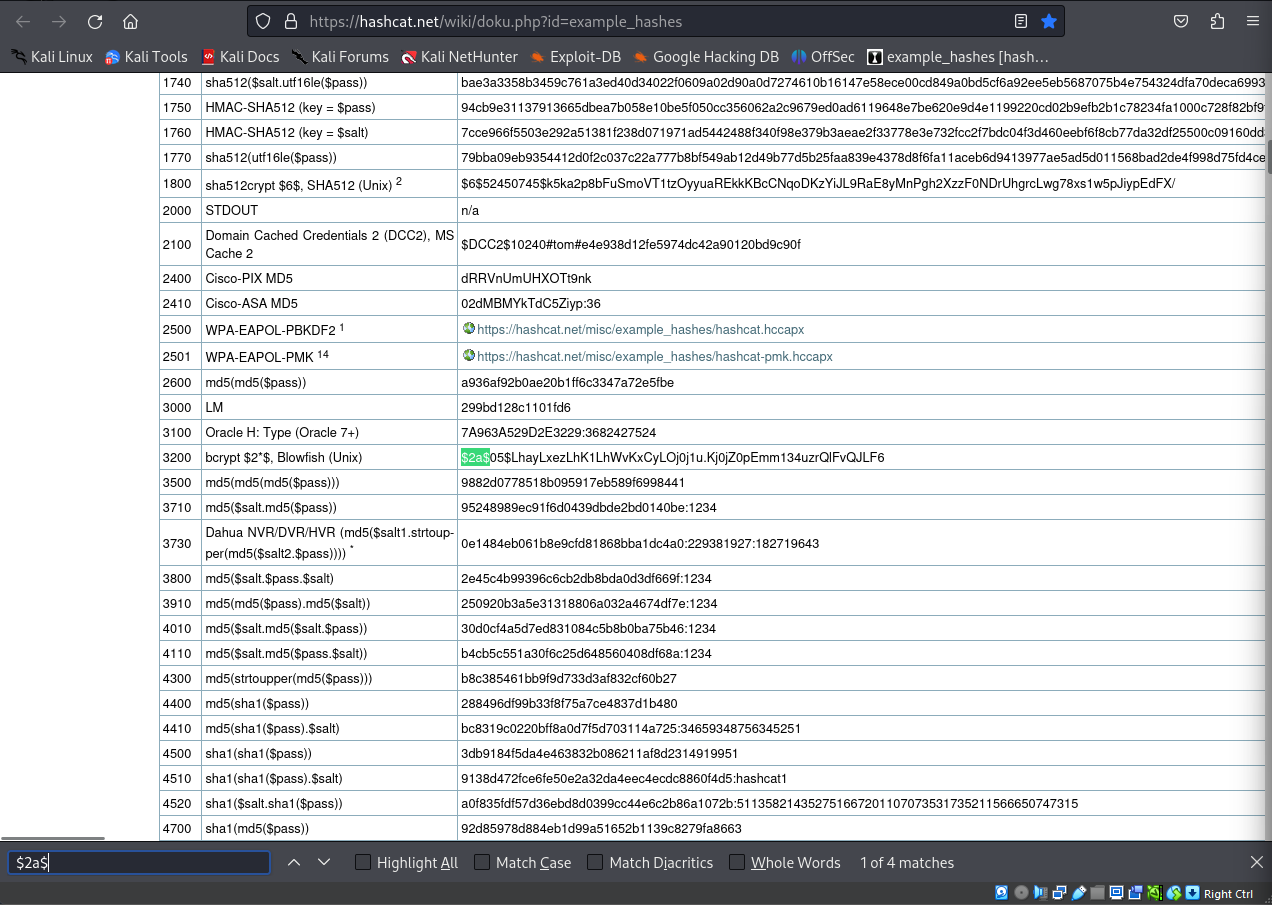 https://hashcat.net/wiki/doku.php?id=example_hashes
Kali Linux Kali Tools Kali Docs Kali Forums Kali NetHunter Exploit-DB Google Hacking DB OffSec example_hashes [hash…
1740 sha512($salt.utf16le($pass)) bae3a3358b3459c761a3ed40d34022f0609a02d90a0d7274610b16147e58ece00cd849a0bd5cf6a92ee5eb5687075b4e754324dfa70deca6993
1750 HMAC-SHA512 (key = $pass) 94cb9e31137913665dbea7b058e10be5f050cc356062a2c9679ed0ad6119648e7be620e9d4e1199220cd02b9efb2b1c78234fa1000c728f82bf9
1760 HMAC-SHA512 (key = $salt) 7cce966f5503e292a51381f238d071971ad5442488f340f98e379b3aeae2f33778e3e732fcc2f7bdc04f3d460eebf6f8cb77da32df25500c09160dd
1770 sha512(utf16le($pass)) 79bba09eb9354412d0f2c037c22a777b8bf549ab12d49b77d5b25faa839e4378d8f6fa11aceb6d9413977ae5ad5d011568bad2de4f998d75fd4ce
1800 sha512crypt $6$, SHA512 (Unix) 2 $6$52450745$k5ka2p8bFuSmoVT1tzOyyuaREkkKBcCNqoDKzYiJL9RaE8yMnPgh2XzzF0NDrUhgrcLwg78xs1w5pJiypEdFX/
2000 STDOUT n/a
2100 Domain Cached Credentials 2 (DCC2), MS
Cache 2 $DCC2$10240#tom#e4e938d12fe5974dc42a90120bd9c90f
2400 Cisco-PIX MD5 dRRVnUmUHXOTt9nk
2410 Cisco-ASA MD5 02dMBMYkTdC5Ziyp:36
2500 WPA-EAPOL-PBKDF2 1 https://hashcat.net/misc/example_hashes/hashcat.hccapx
2501 WPA-EAPOL-PMK 14 https://hashcat.net/misc/example_hashes/hashcat-pmk.hccapx
2600 md5(md5($pass)) a936af92b0ae20b1ff6c3347a72e5fbe
3000 LM 299bd128c1101fd6
3100 Oracle H: Type (Oracle 7+) 7A963A529D2E3229:3682427524
3200 bcrypt $2*$, Blowfish (Unix) $2a$05$LhayLxezLhK1LhWvKxCyLOj0j1u.Kj0jZ0pEmm134uzrQlFvQJLF6
3500 md5(md5(md5($pass))) 9882d0778518b095917eb589f6998441
3710 md5($salt.md5($pass)) 95248989ec91f6d0439dbde2bd0140be:1234
3730 Dahua NVR/DVR/HVR (md5($salt1.strtoup-
per(md5($salt2.$pass)))) * 0e1484eb061b8e9cfd81868bba1dc4a0:229381927:182719643
3800 md5($salt.$pass.$salt) 2e45c4b99396c6cb2db8bda0d3df669f:1234
3910 md5(md5($pass).md5($salt)) 250920b3a5e31318806a032a4674df7e:1234
4010 md5($salt.md5($salt.$pass)) 30d0cf4a5d7ed831084c5b8b0ba75b46:1234
4110 md5($salt.md5($pass.$salt)) b4cb5c551a30f6c25d648560408df68a:1234
4300 md5(strtoupper(md5($pass))) b8c385461bb9f9d733d3af832cf60b27
4400 md5(sha1($pass)) 288496df99b33f8f75a7ce4837d1b480
4410 md5(sha1($pass).$salt) bc8319c0220bff8a0d7f5d703114a725:34659348756345251
4500 sha1(sha1($pass)) 3db9184f5da4e463832b086211af8d2314919951
4510 sha1(sha1($pass).$salt) 9138d472fce6fe50e2a32da4eec4ecdc8860f4d5:hashcat1
4520 sha1($salt.sha1($pass)) a0f835fdf57d36ebd8d0399cc44e6c2b86a1072b:511358214352751667201107073531735211566650747315
4700 sha1(md5($pass)) 92d85978d884eb1d99a51652b1139c8279fa8663
$2a$ Highlight All Match Case Match Diacritics Whole Words 1 of 4 matches
Right Ctrl